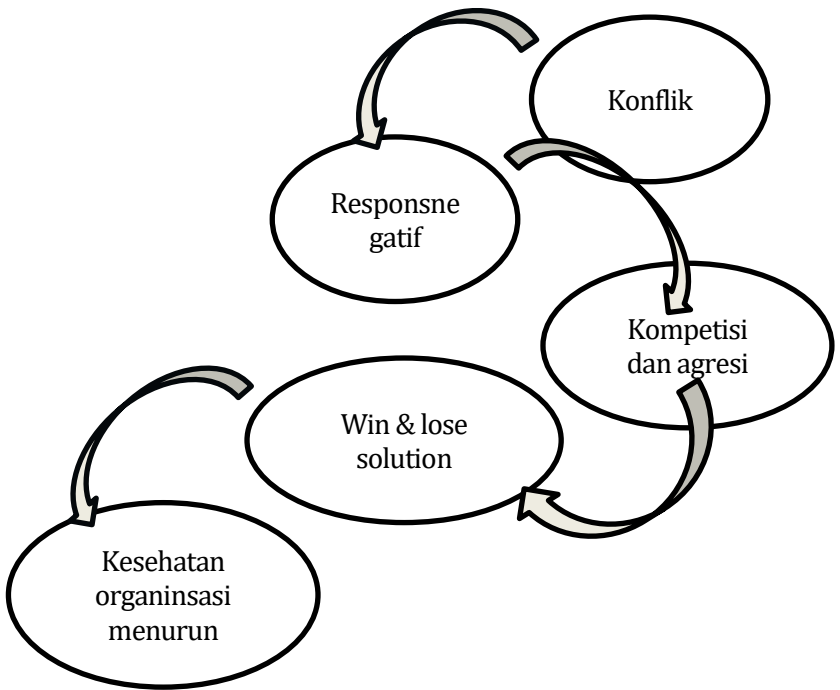 Konflik
Responsne
gatif
Kompetisi
dan agresi
Win & lose
solution
Kesehatan
organinsasi
menurun